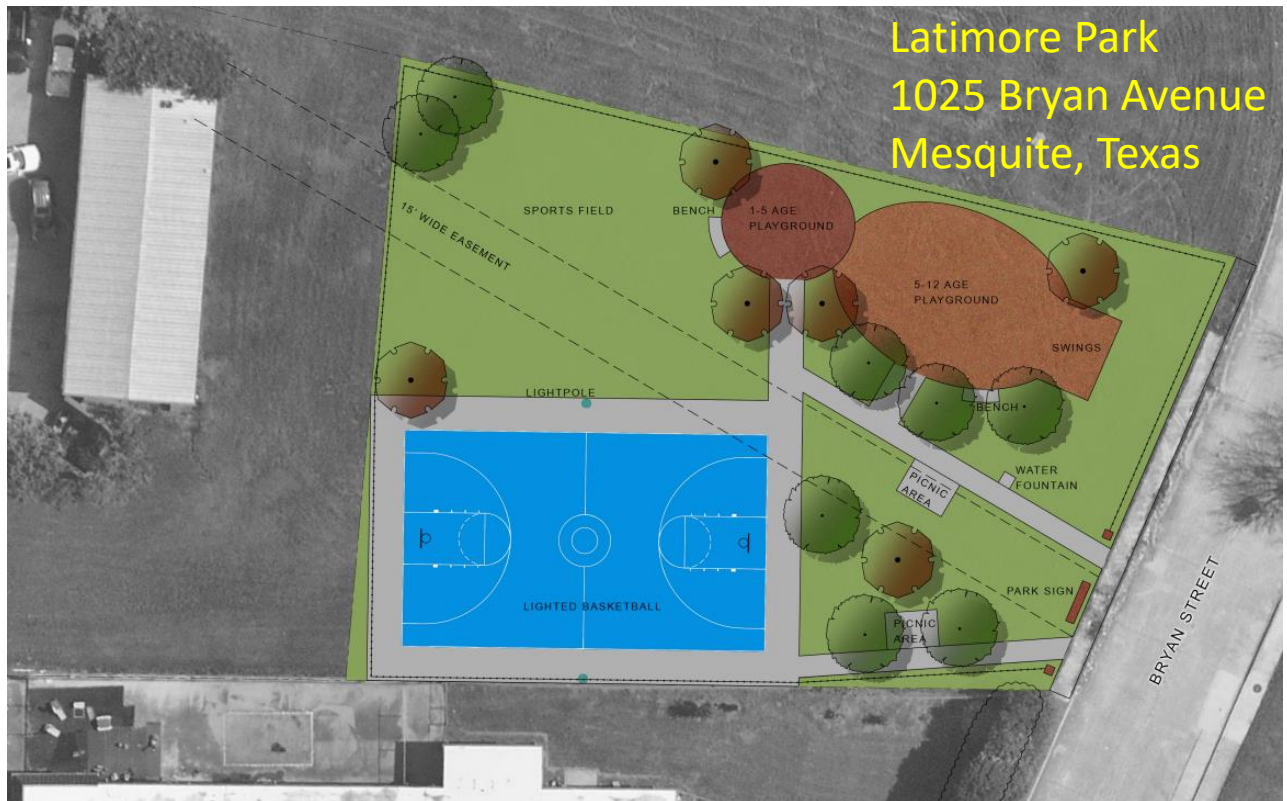 Latimore Park
1025 Bryan Avenue
Mesquite, Texas
SPORTS FIELD
BENCH
1-5 AGE
PLAYGROUND
15' WIDE EASEMENT
5-12 AGE
PLAYGROUND
SWINGS
LIGHTPOLE
BENCH
WATER
FOUNTAIN
PICNIC
AREA
PARK SIGN
LIGHTED BASKETBALL
PICNIC
AREA
BRYAN STREET